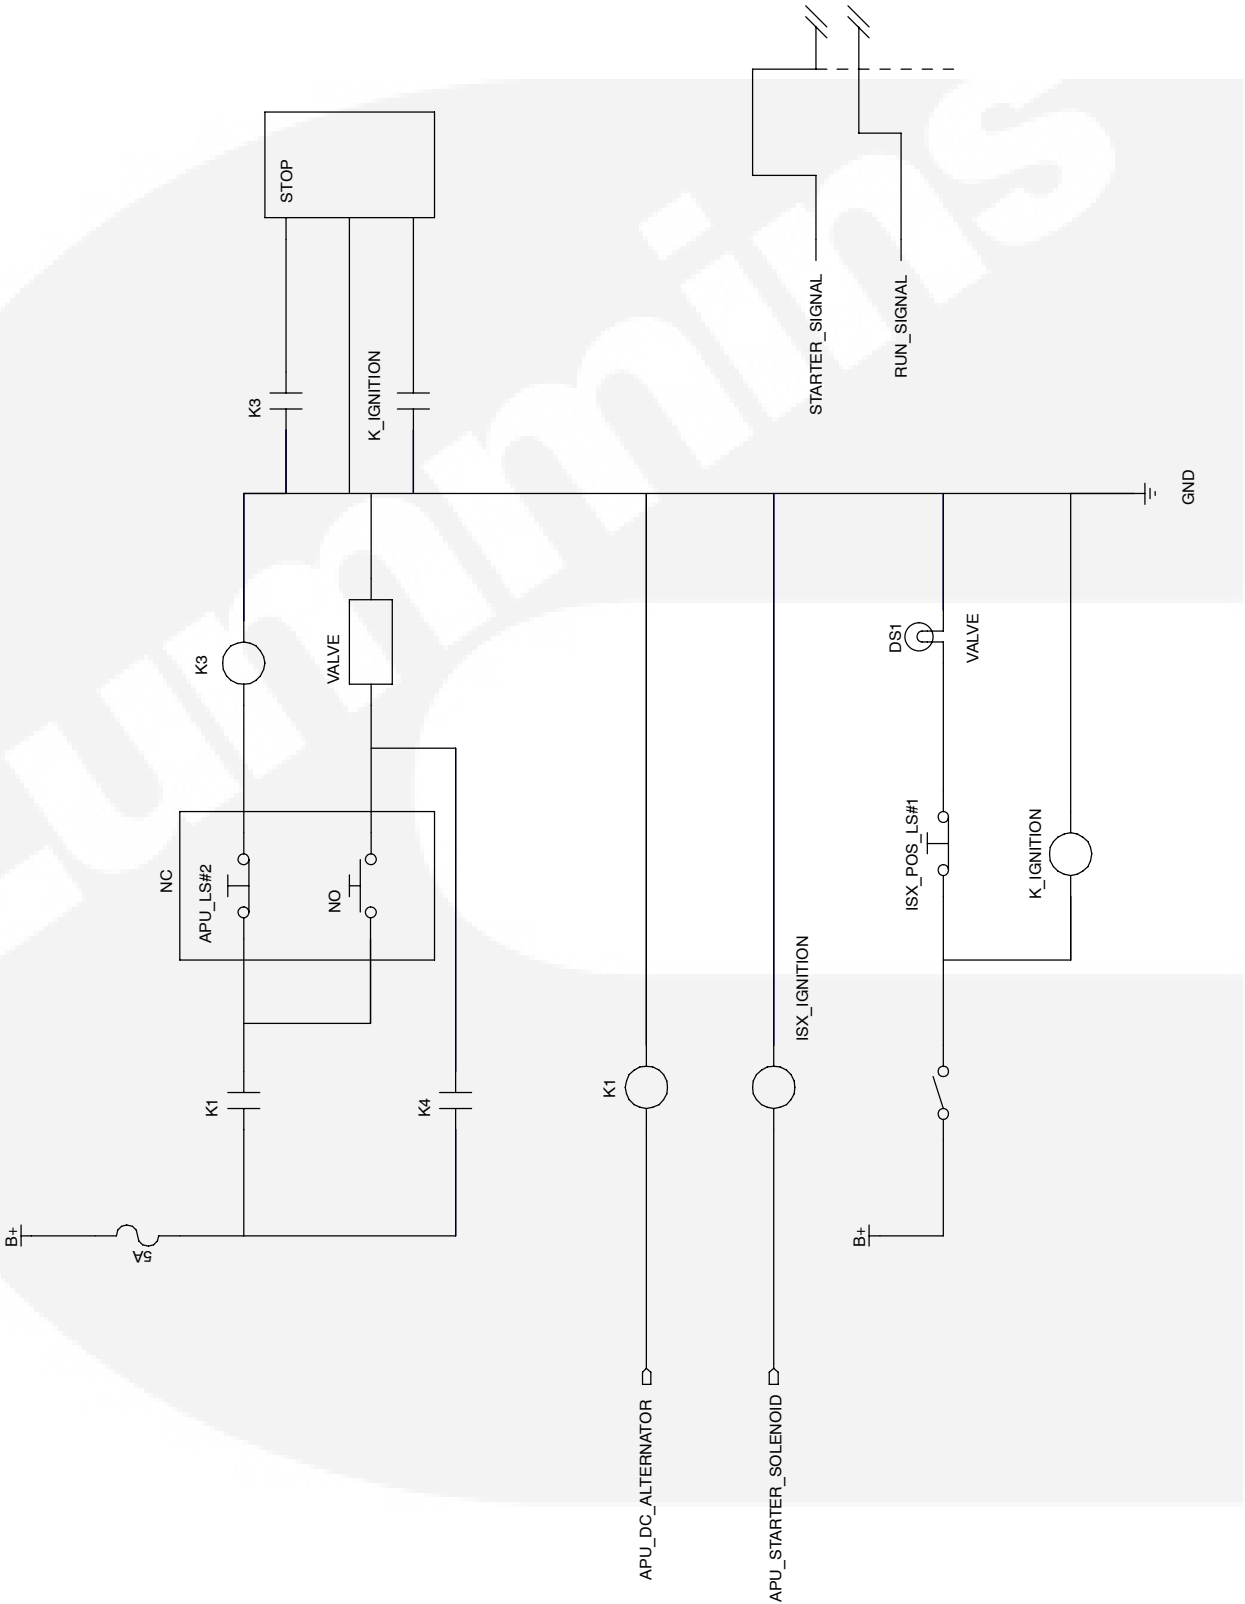 B+
5A
K1
K4
NC
APU_LS#2
NO
K3
VALVE
K3
K_IGNITION
STOP
APU_DC_ALTERNATOR
K1
APU_STARTER_SOLENOID
ISX_IGNITION
B+
ISX_POS_LS#1
DS1
VALVE
K_IGNITION
GND
STARTER_SIGNAL
RUN_SIGNAL
Cummins